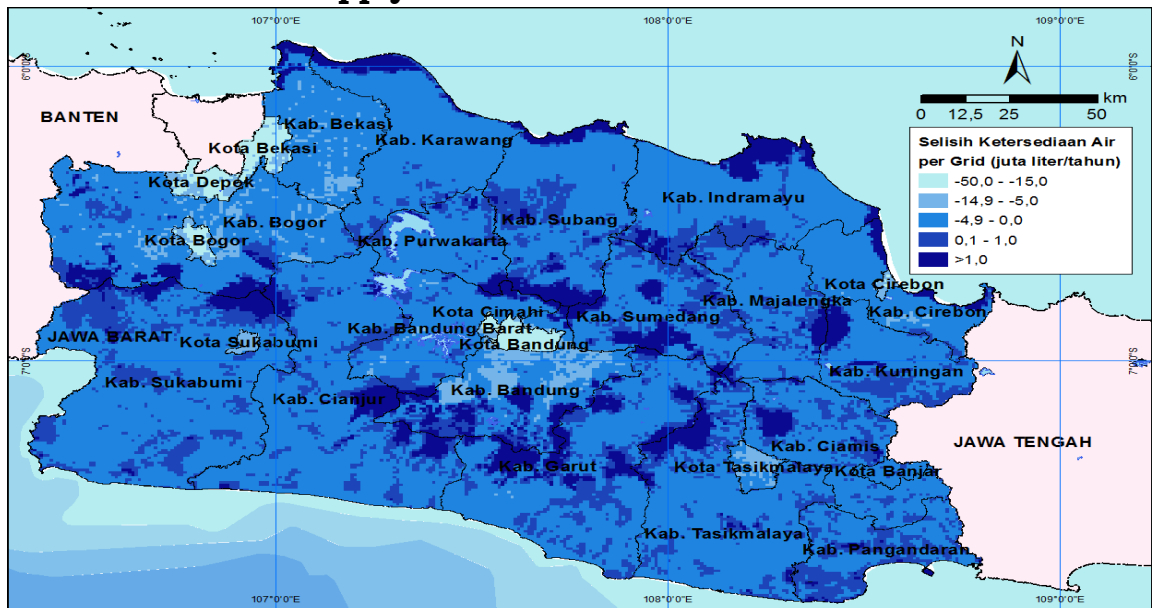 107°0'0"E
108°0'0"E
109°0'0"E
6°0'0"S
6°0'0"S
N
km
0 12,5 25 50
BANTEN
Kab. Bekasi
Kab. Karawang
Kota Bekasi
Selisih Ketersediaan Air
per Grid (juta liter/tahun)
-50,0 - -15,0
-14,9 - -5,0
-4,9 - 0,0
0,1 - 1,0
>1,0
Kota Depok
Kab. Indramayu
Kab. Bogor
Kab. Subang
Kota Bogor
Kab. Purwakarta
Kota Cirebon
Kab. Majalengka
Kota Cimahi
Kab. Sumedang
Kab. Cirebon
Kab. Bandung Barat
JAWA BARAT
Kota Sukabumi
Kota Bandung
7°0'0"S
7°0'0"S
Kab. Kuningan
Kab. Sukabumi
Kab. Bandung
Kab. Cianjur
JAWA TENGAH
Kab. Ciamis
Kab. Garut
Kota Tasikmalaya
Kota Banjar
Kab. Tasikmalaya
Kab. Pangandaran
107°0'0"E
108°0'0"E
109°0'0"E